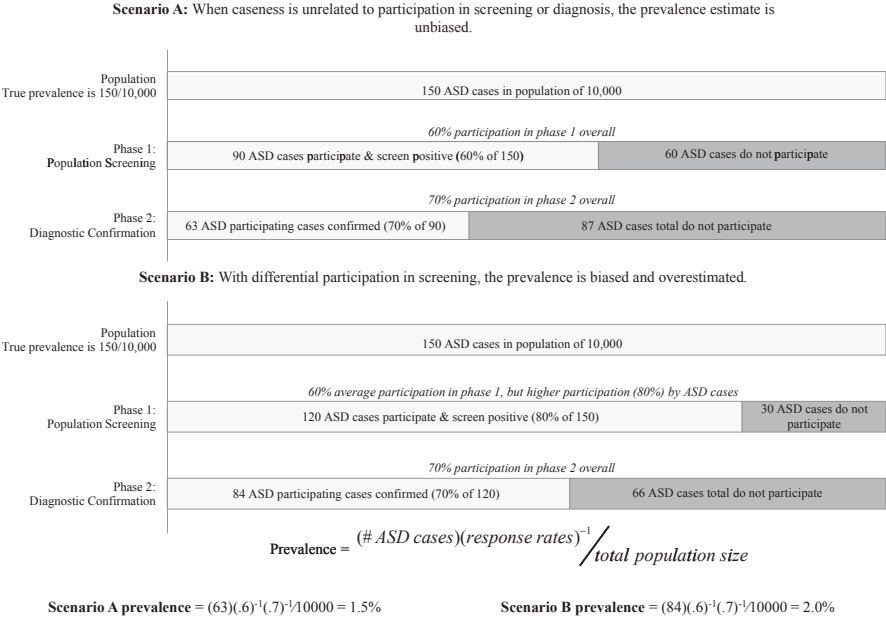 Scenario A: When caseness is unrelated to participation in screening or diagnosis, the prevalence estimate is
unbiased.
Population
True prevalence is 150/10,000
150 ASD cases in population of 10,000
60% participation in phase 1 overall
Phase 1:
Population Screening
90 ASD cases participate & screen positive (60% of 150)
60 ASD cases do not participate
70% participation in phase 2 overall
Phase 2:
Diagnostic Confirmation
63 ASD participating cases confirmed (70% of 90)
87 ASD cases total do not participate
Scenario B: With differential participation in screening, the prevalence is biased and overestimated.
Population
True prevalence is 150/10,000
150 ASD cases in population of 10,000
60% average participation in phase 1, but higher participation (80%) by ASD cases
Phase 1:
Population Screening
120 ASD cases participate & screen positive (80% of 150)
30 ASD cases do not
participate
70% participation in phase 2 overall
Phase 2:
Diagnostic Confirmation
84 ASD participating cases confirmed (70% of 120)
66 ASD cases total do not participate
Prevalence = (# ASD cases)(response rates)⁻¹/total population size
Scenario A prevalence = (63)(.6)⁻¹(.7)⁻¹/10000 = 1.5%
Scenario B prevalence = (84)(.6)⁻¹(.7)⁻¹/10000 = 2.0%